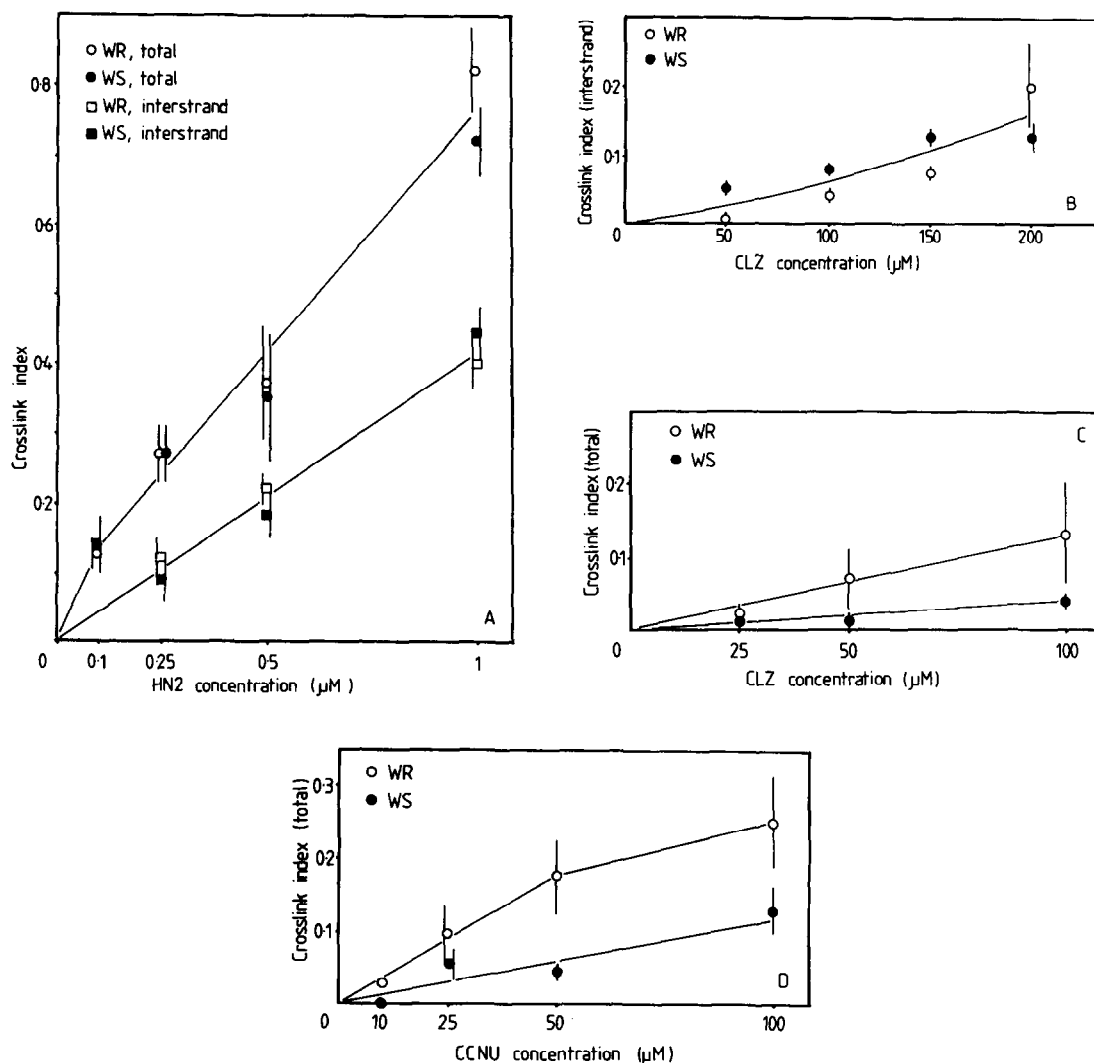 ○ WR, total
● WS, total
□ WR, interstrand
■ WS, interstrand
Crosslink index
0·8
0·6
0·4
0·2
0
0·1
0·25
0·5
1
HN2 concentration (µM)
A
○ WR
● WS
Crosslink index (interstrand)
0·2
0·1
0
50
100
150
200
CLZ concentration (µM)
B
○ WR
● WS
Crosslink index (total)
0·2
0·1
0
25
50
100
CLZ concentration (µM)
C
○ WR
● WS
Crosslink index (total)
0·3
0·2
0·1
0
10
25
50
100
CCNU concentration (µM)
D